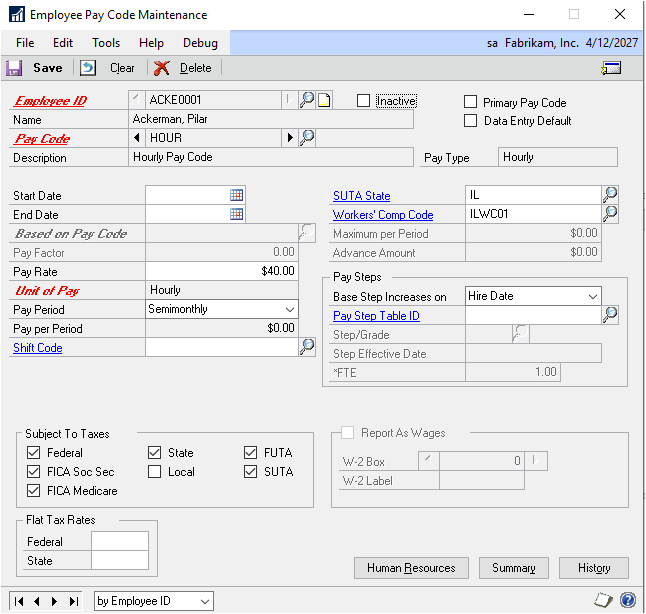 Employee Pay Code Maintenance
File Edit Tools Help Debug sa Fabrikam, Inc. 4/12/2027
Save Clear Delete
Employee ID ACKE0001 Inactive Primary Pay Code
Name Ackerman, Pilar Data Entry Default
Pay Code HOUR
Description Hourly Pay Code Pay Type Hourly
Start Date SUTA State IL
End Date Workers' Comp Code ILWC01
Based on Pay Code Maximum per Period $0.00
Pay Factor 0.00 Advance Amount $0.00
Pay Rate $40.00 Pay Steps
Unit of Pay Hourly Base Step Increases on Hire Date
Pay Period Semimonthly Pay Step Table ID
Pay per Period $0.00 Step/Grade
Shift Code Step Effective Date
*FTE 1.00
Subject To Taxes Report As Wages
Federal State FUTA
FICA Soc Sec Local SUTA W-2 Box 0
FICA Medicare W-2 Label
Flat Tax Rates
Federal
State Human Resources Summary History
by Employee ID